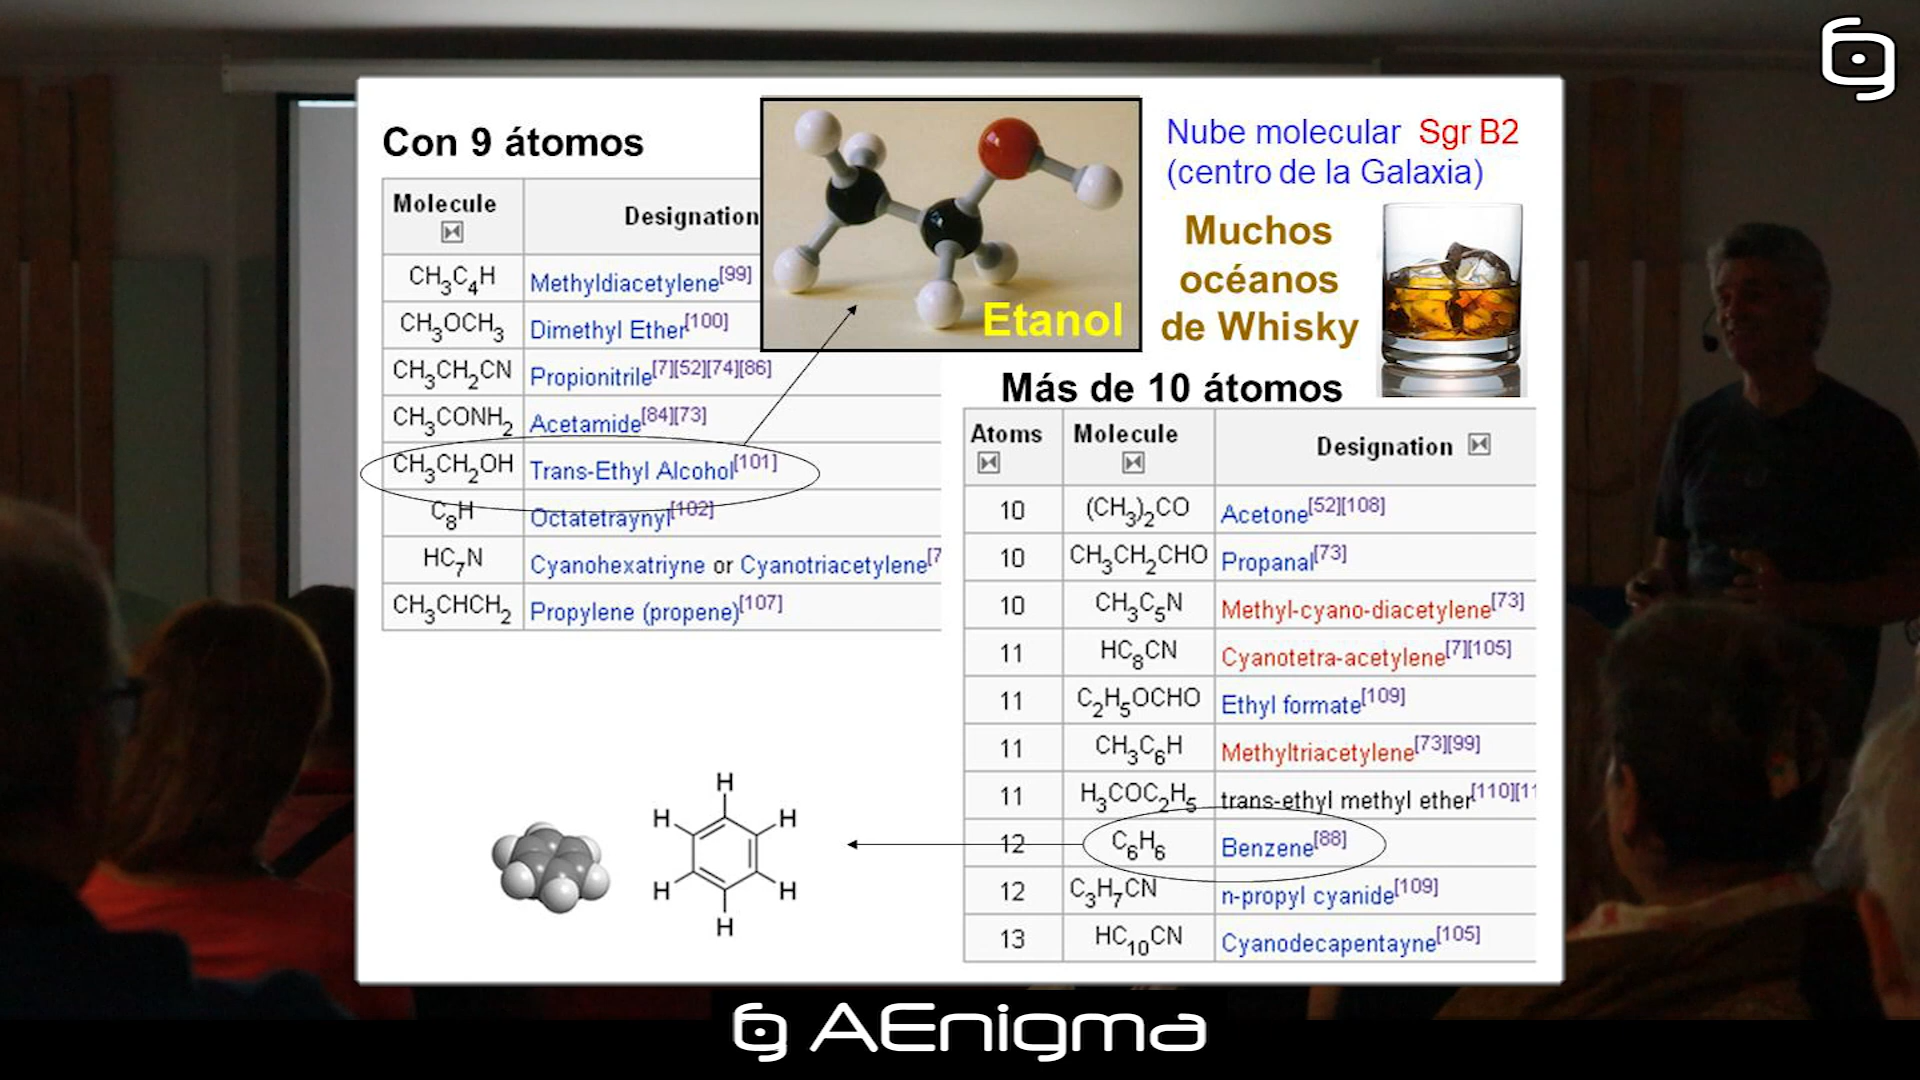 Con 9 átomos
Molecule Designation
CH₃C₄H Methyldiacetylene[99]
CH₃OCH₃ Dimethyl Ether[100]
CH₃CH₂CN Propionitrile[7][52][74][86]
CH₃CONH₂ Acetamide[84][73]
CH₃CH₂OH Trans-Ethyl Alcohol[101]
C₈H Octatetraynyl[102]
HC₇N Cyanohexatriyne or Cyanotriacetylene[7
CH₃CHCH₂ Propylene (propene)[107]
Etanol
Nube molecular Sgr B2
(centro de la Galaxia)
Muchos
océanos
de Whisky
Más de 10 átomos
Atoms Molecule Designation
10 (CH₃)₂CO Acetone[52][108]
10 CH₃CH₂CHO Propanal[73]
10 CH₃C₅N Methyl-cyano-diacetylene[73]
11 HC₈CN Cyanotetra-acetylene[7][105]
11 C₂H₅OCHO Ethyl formate[109]
11 CH₃C₆H Methyltriacetylene[73][99]
11 H₃COC₂H₅ trans-ethyl methyl ether[110][11
12 C₆H₆ Benzene[88]
12 C₃H₇CN n-propyl cyanide[109]
13 HC₁₀CN Cyanodecapentayne[105]
H
H H
H H
H
AEnigma